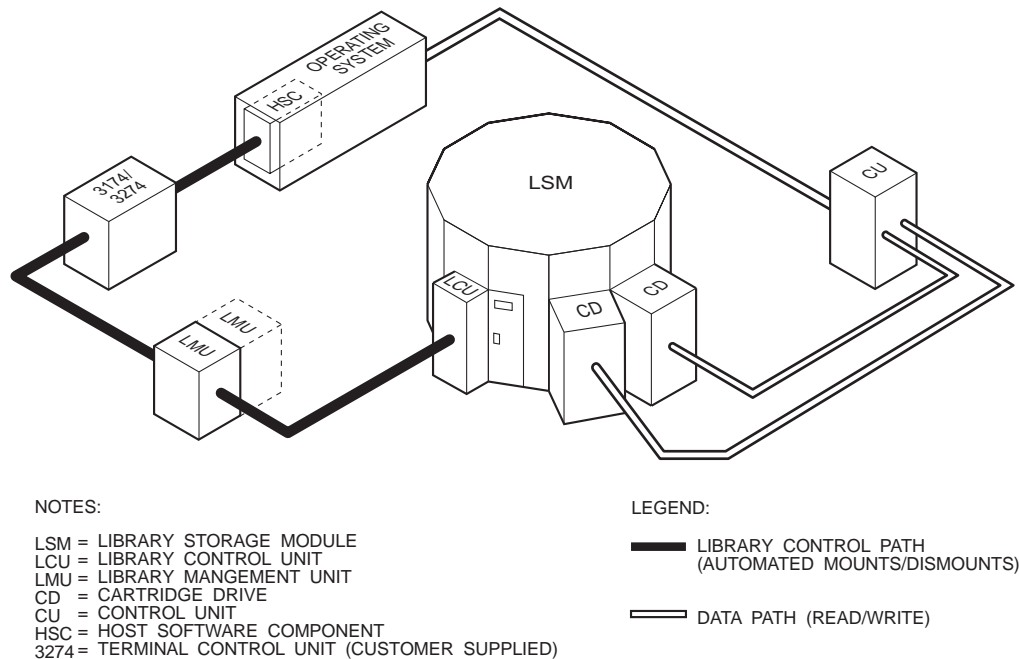 OPERATING
SYSTEM
HSC
3174/
3274
LSM
CU
LCU
CD
CD
LMU
LMU
NOTES:
LSM = LIBRARY STORAGE MODULE
LCU = LIBRARY CONTROL UNIT
LMU = LIBRARY MANGEMENT UNIT
CD = CARTRIDGE DRIVE
CU = CONTROL UNIT
HSC = HOST SOFTWARE COMPONENT
3274 = TERMINAL CONTROL UNIT (CUSTOMER SUPPLIED)
LEGEND:
LIBRARY CONTROL PATH
(AUTOMATED MOUNTS/DISMOUNTS)
DATA PATH (READ/WRITE)